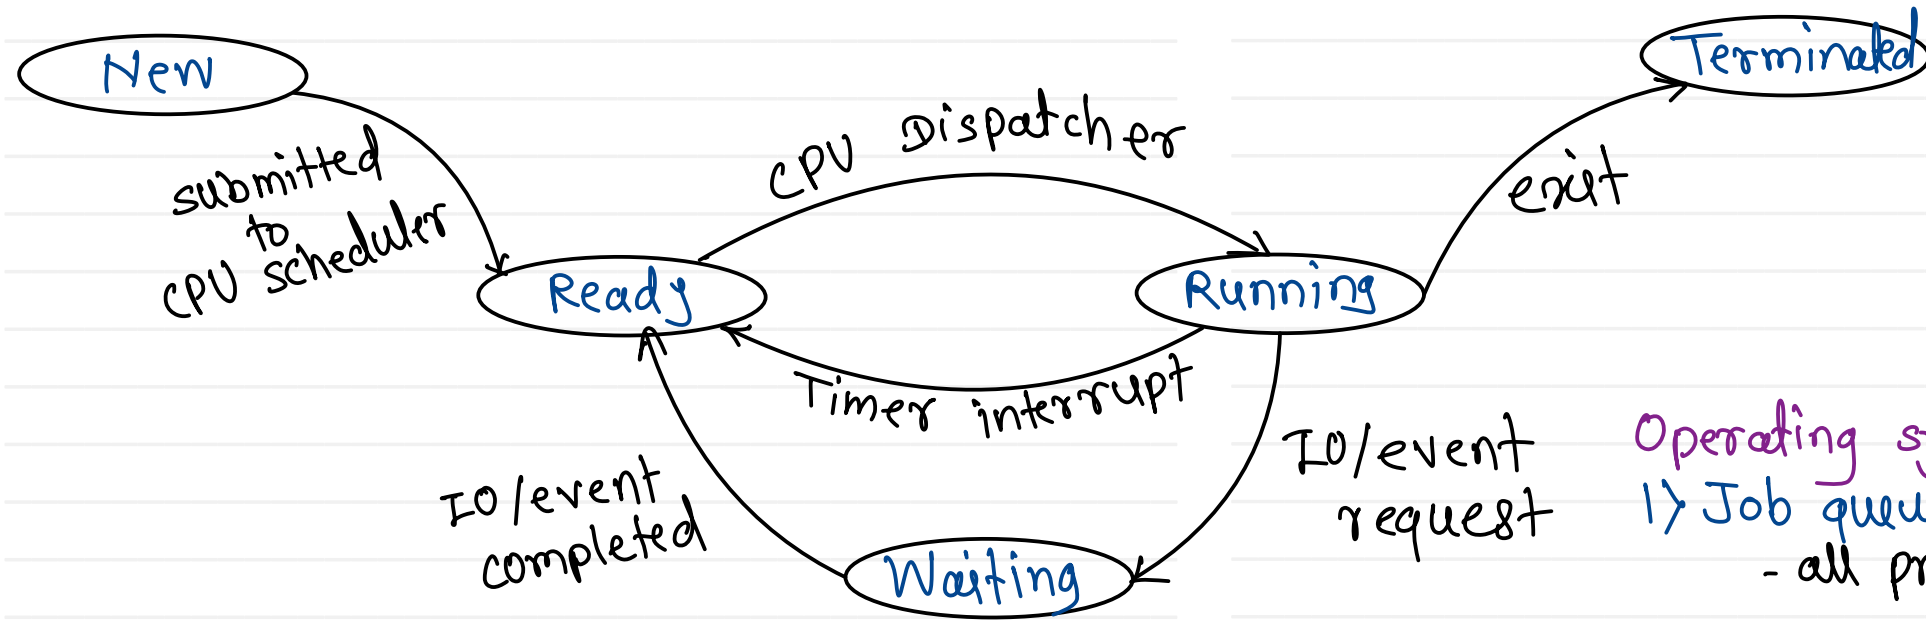 New
Terminated
submitted
to
CPU scheduler
CPU Dispatcher
exit
Ready
Running
Timer interrupt
IO/event
completed
IO/event
request
Waiting
Operating
1> Job
- all